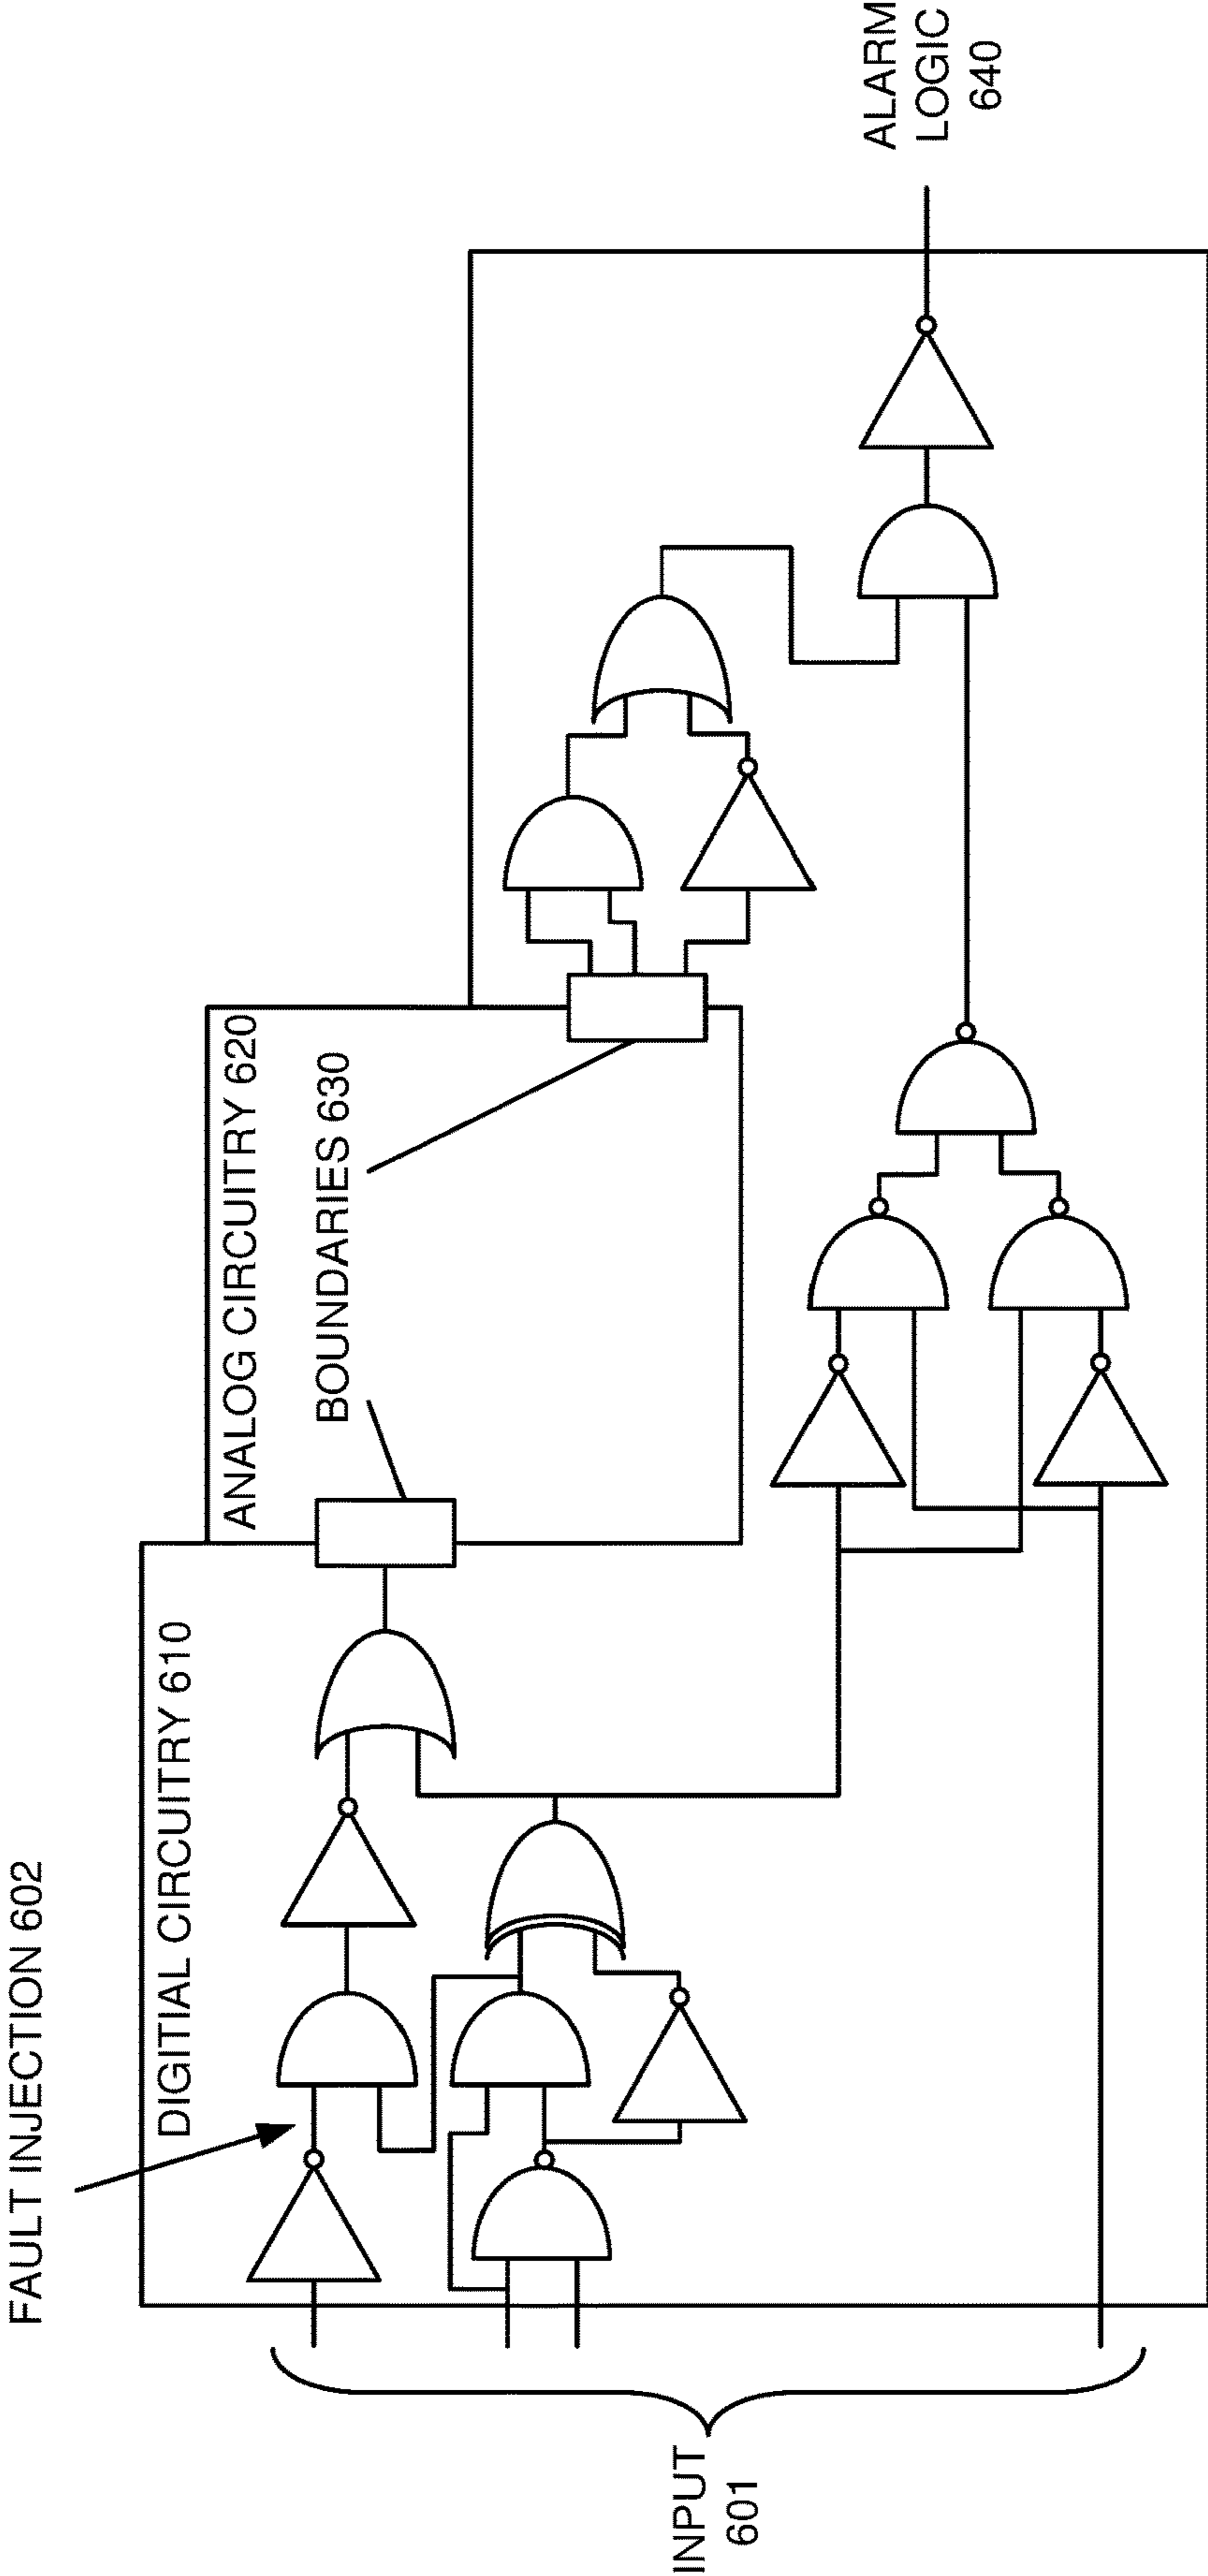 FAULT INJECTION 602
DIGITIAL CIRCUITRY 610
ANALOG CIRCUITRY 620
BOUNDARIES 630
INPUT
601
ALARM
LOGIC
640